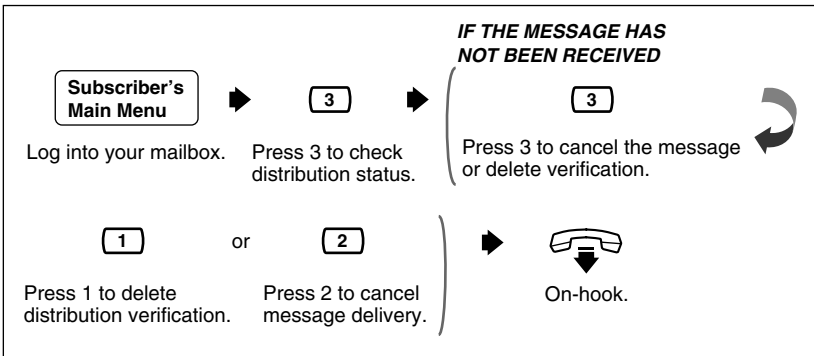 IF THE MESSAGE HAS
NOT BEEN RECEIVED
Subscriber's
Main Menu
3
3
Log into your mailbox.
Press 3 to check
distribution status.
Press 3 to cancel the message
or delete verification.
1
or
2
Press 1 to delete
distribution verification.
Press 2 to cancel
message delivery.
On-hook.